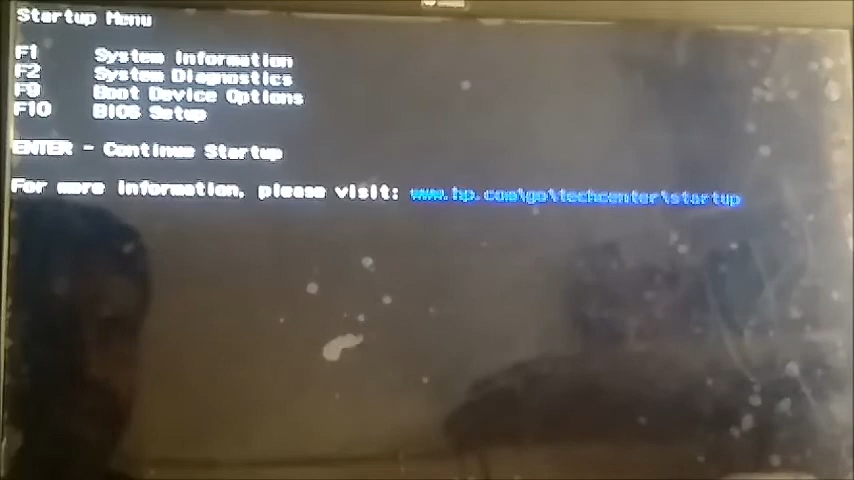 Startup Menu
F1 System Information
F2 System Diagnostics
F9 Boot Device Options
F10 BIOS Setup
ENTER - Continue Startup
For more information, please visit: www.hp.com\go\techcenter\startup